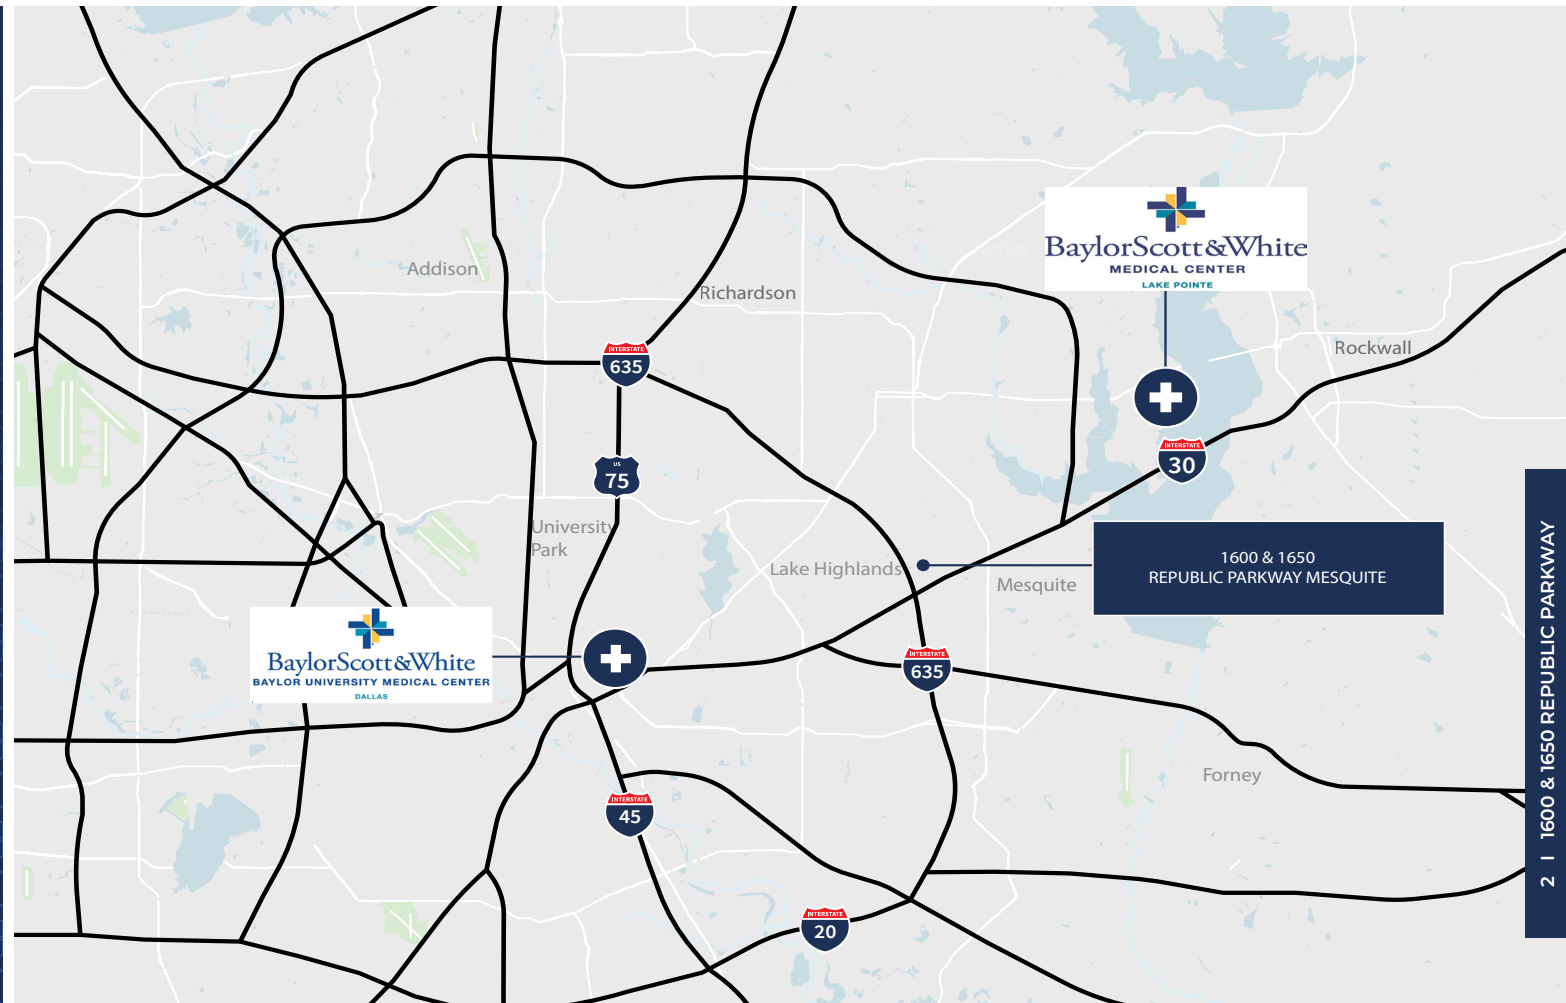 BaylorScott&White
MEDICAL CENTER
LAKE POINTE
Addison
Richardson
Rockwall
INTERSTATE
635
INTERSTATE
30
US
75
University
Park
Lake Highlands
Mesquite
1600 & 1650
REPUBLIC PARKWAY MESQUITE
BaylorScott&White
BAYLOR UNIVERSITY MEDICAL CENTER
DALLAS
INTERSTATE
635
Forney
INTERSTATE
45
INTERSTATE
20
2 I 1600 & 1650 REPUBLIC PARKWAY